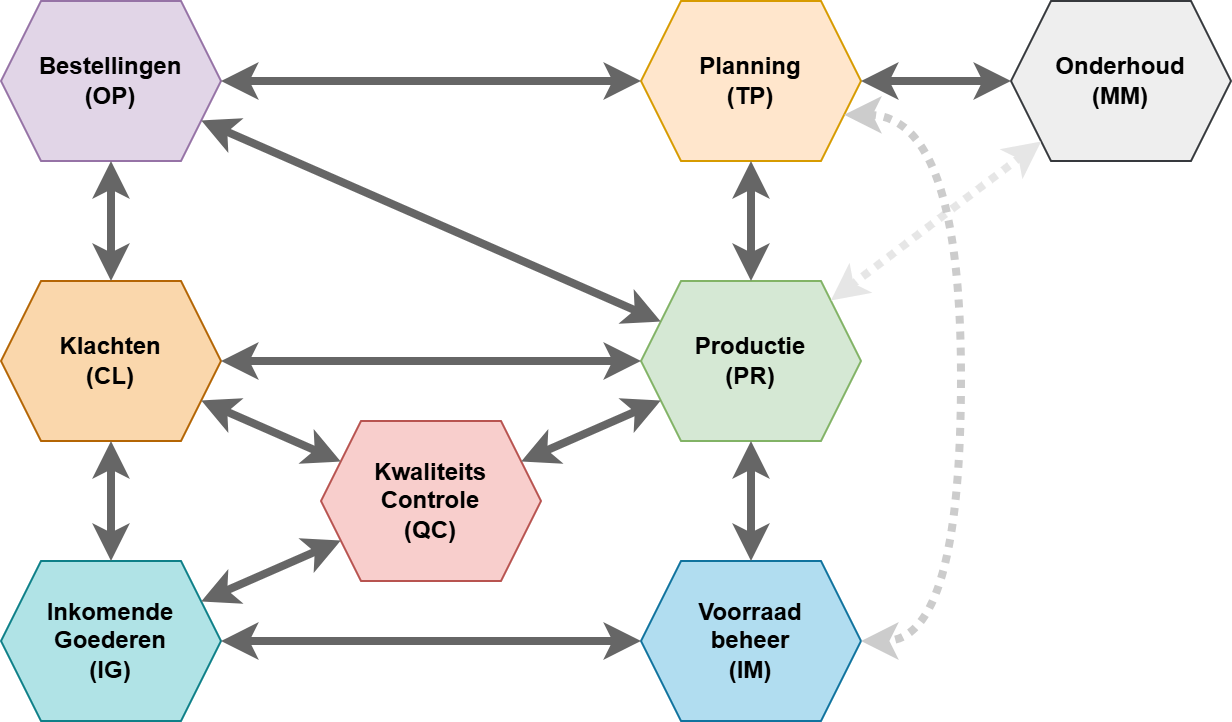 Bestellingen
(OP)
Planning
(TP)
Onderhoud
(MM)
Klachten
(CL)
Productie
(PR)
Kwaliteits
Controle
(QC)
Inkomende
Goederen
(IG)
Voorraad
beheer
(IM)